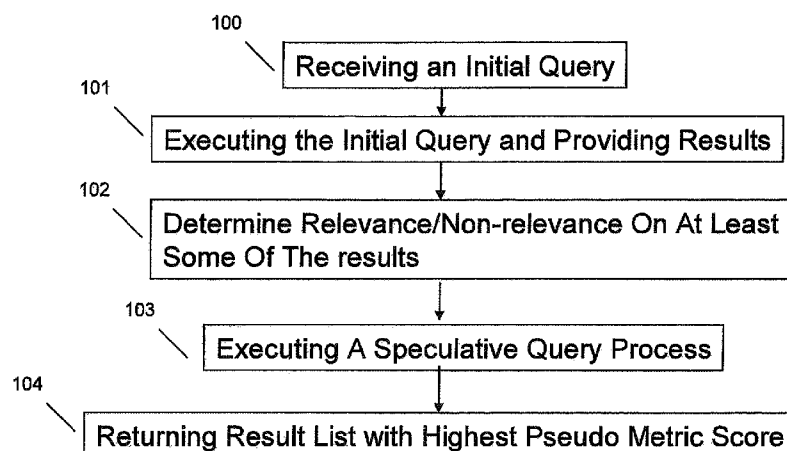 100
Receiving an Initial Query
101
Executing the Initial Query and Providing Results
102
Determine Relevance/Non-relevance On At Least
Some Of The results
103
Executing A Speculative Query Process
104
Returning Result List with Highest Pseudo Metric Score